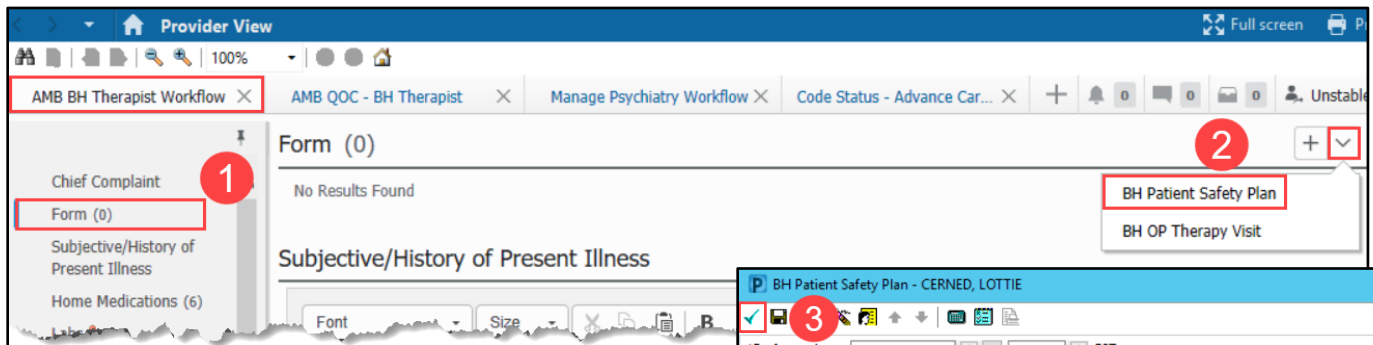 Provider View
Full screen
100%
AMB BH Therapist Workflow
AMB QOC - BH Therapist
Manage Psychiatry Workflow
Code Status - Advance Car...
0
0
0
Unstable
Form (0)
2
No Results Found
1
Chief Complaint
Form (0)
Subjective/History of
Present Illness
Home Medications (6)
BH Patient Safety Plan
BH OP Therapy Visit
Subjective/History of Present Illness
Font
Size
B
P BH Patient Safety Plan - CERNED, LOTTIE
3